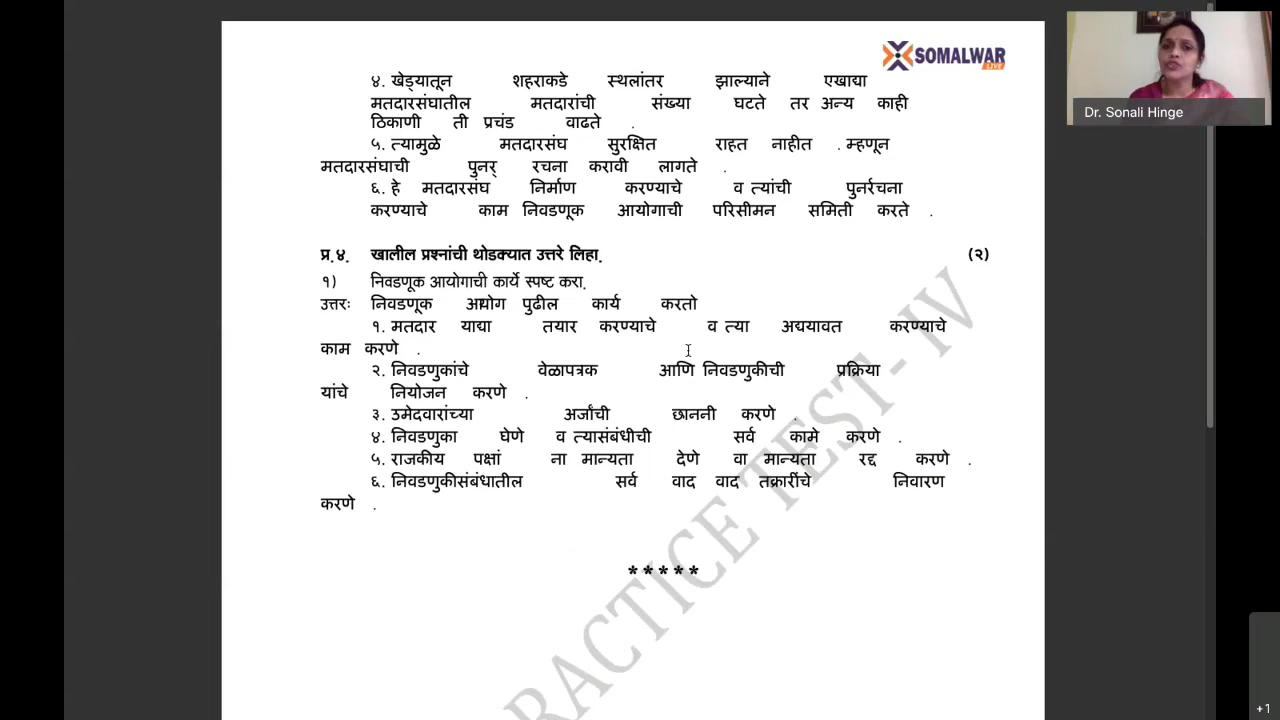 SOMALWAR
LIVE
Dr. Sonali Hinge
४. खेड्यातून शहराकडे स्थलांतर झाल्याने एखाद्या
मतदारसंघातील मतदारांची संख्या घटते तर अन्य काही
ठिकाणी ती प्रचंड वाढते .
५. त्यामुळे मतदारसंघ सुरक्षित राहत नाहीत . म्हणून
मतदारसंघाची पुनर् रचना करावी लागते .
६. हे मतदारसंघ निर्माण करण्याचे व त्यांची पुनर्रचना
करण्याचे काम निवडणूक आयोगाची परिसीमन समिती करते .
प्र.४. खालील प्रश्नांची थोडक्यात उत्तरे लिहा. (२)
१) निवडणूक आयोगाची कार्ये स्पष्ट करा.
उत्तरः निवडणूक आयोग पुढील कार्य करतो
१. मतदार याद्या तयार करण्याचे व त्या अद्ययावत करण्याचे
काम करणे .
२. निवडणुकांचे वेळापत्रक आणि निवडणुकीची प्रक्रिया
यांचे नियोजन करणे .
३. उमेदवारांच्या अर्जांची छाननी करणे .
४. निवडणुका घेणे व त्यासंबंधीची सर्व कामे करणे .
५. राजकीय पक्षां ना मान्यता देणे वा मान्यता रद्द करणे .
६. निवडणुकीसंबंधातील सर्व वाद वाद तक्रारींचे निवारण
करणे .
*****
RACTICE TEST- IV
+1